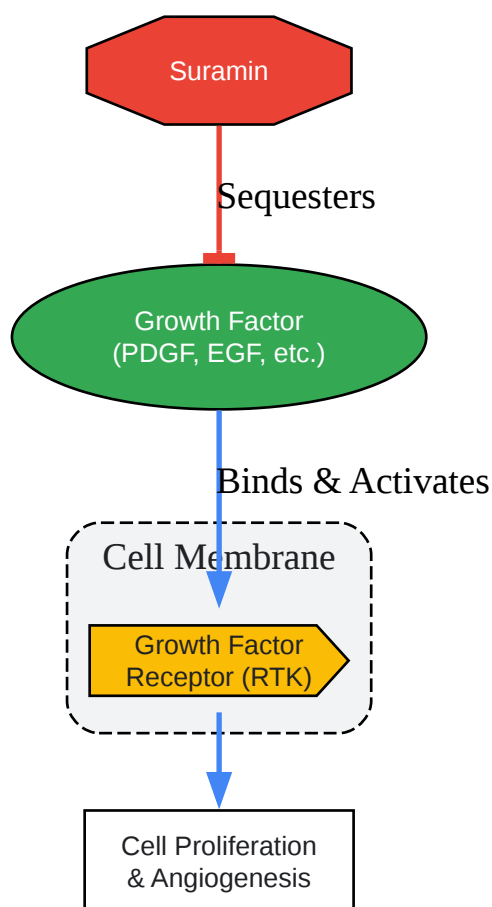 Suramin
Sequesters
Growth Factor
(PDGF, EGF, etc.)
Binds & Activates
Cell Membrane
Growth Factor
Receptor (RTK)
Cell Proliferation
& Angiogenesis